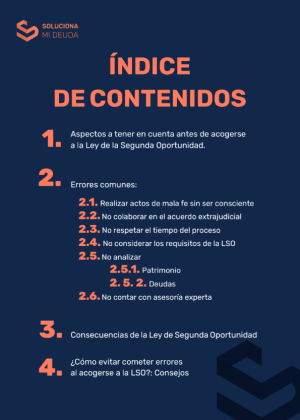 SOLUCIONA
MI DEUDA
ÍNDICE
DE CONTENIDOS
1. Aspectos a tener en cuenta antes de acogerse
a la Ley de la Segunda Oportunidad.
2. Errores comunes:
2.1. Realizar actos de mala fe sin ser consciente
2.2. No colaborar en el acuerdo extrajudicial
2.3. No respetar el tiempo del proceso
2.4. No considerar los requisitos de la LSO
2.5. No analizar
2.5.1. Patrimonio
2. 5. 2. Deudas
2.6. No contar con asesoría experta
3. Consecuencias de la Ley de Segunda Oportunidad
4. ¿Cómo evitar cometer errores
al acogerse a la LSO?: Consejos